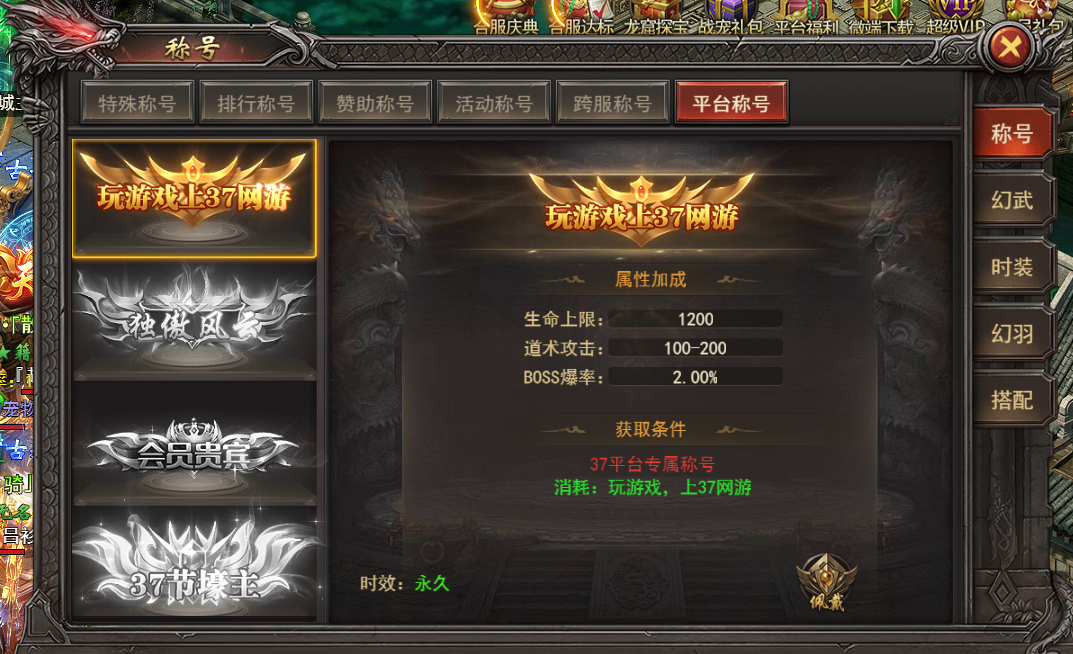 合服庆典 合服达标 龙窟探宝 战宠礼包 平台福利 微端下载 超级VIP
称号
特殊称号 排行称号 赞助称号 活动称号 跨服称号 平台称号
称号
幻武
时装
幻羽
搭配
玩游戏上37网游
独傲风云
会员贵宾
37节壕主
玩游戏上37网游
属性加成
生命上限: 1200
道术攻击: 100-200
BOSS爆率: 2.00%
获取条件
37平台专属称号
消耗: 玩游戏, 上37网游
时效: 永久
佩戴